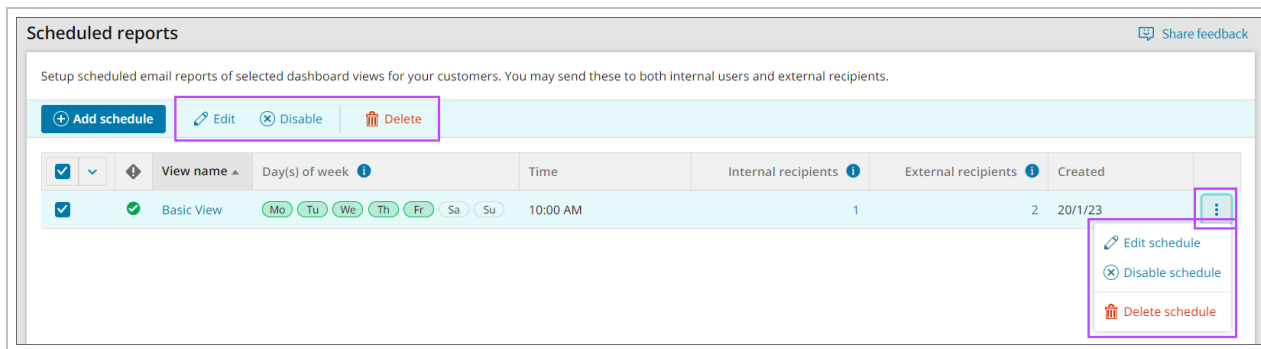 Scheduled reports
Share feedback
Setup scheduled email reports of selected dashboard views for your customers. You may send these to both internal users and external recipients.
Add schedule Edit Disable Delete
View name Day(s) of week Time Internal recipients External recipients Created
Basic View Mo Tu We Th Fr Sa Su 10:00 AM 1 2 20/1/23
Edit schedule
Disable schedule
Delete schedule